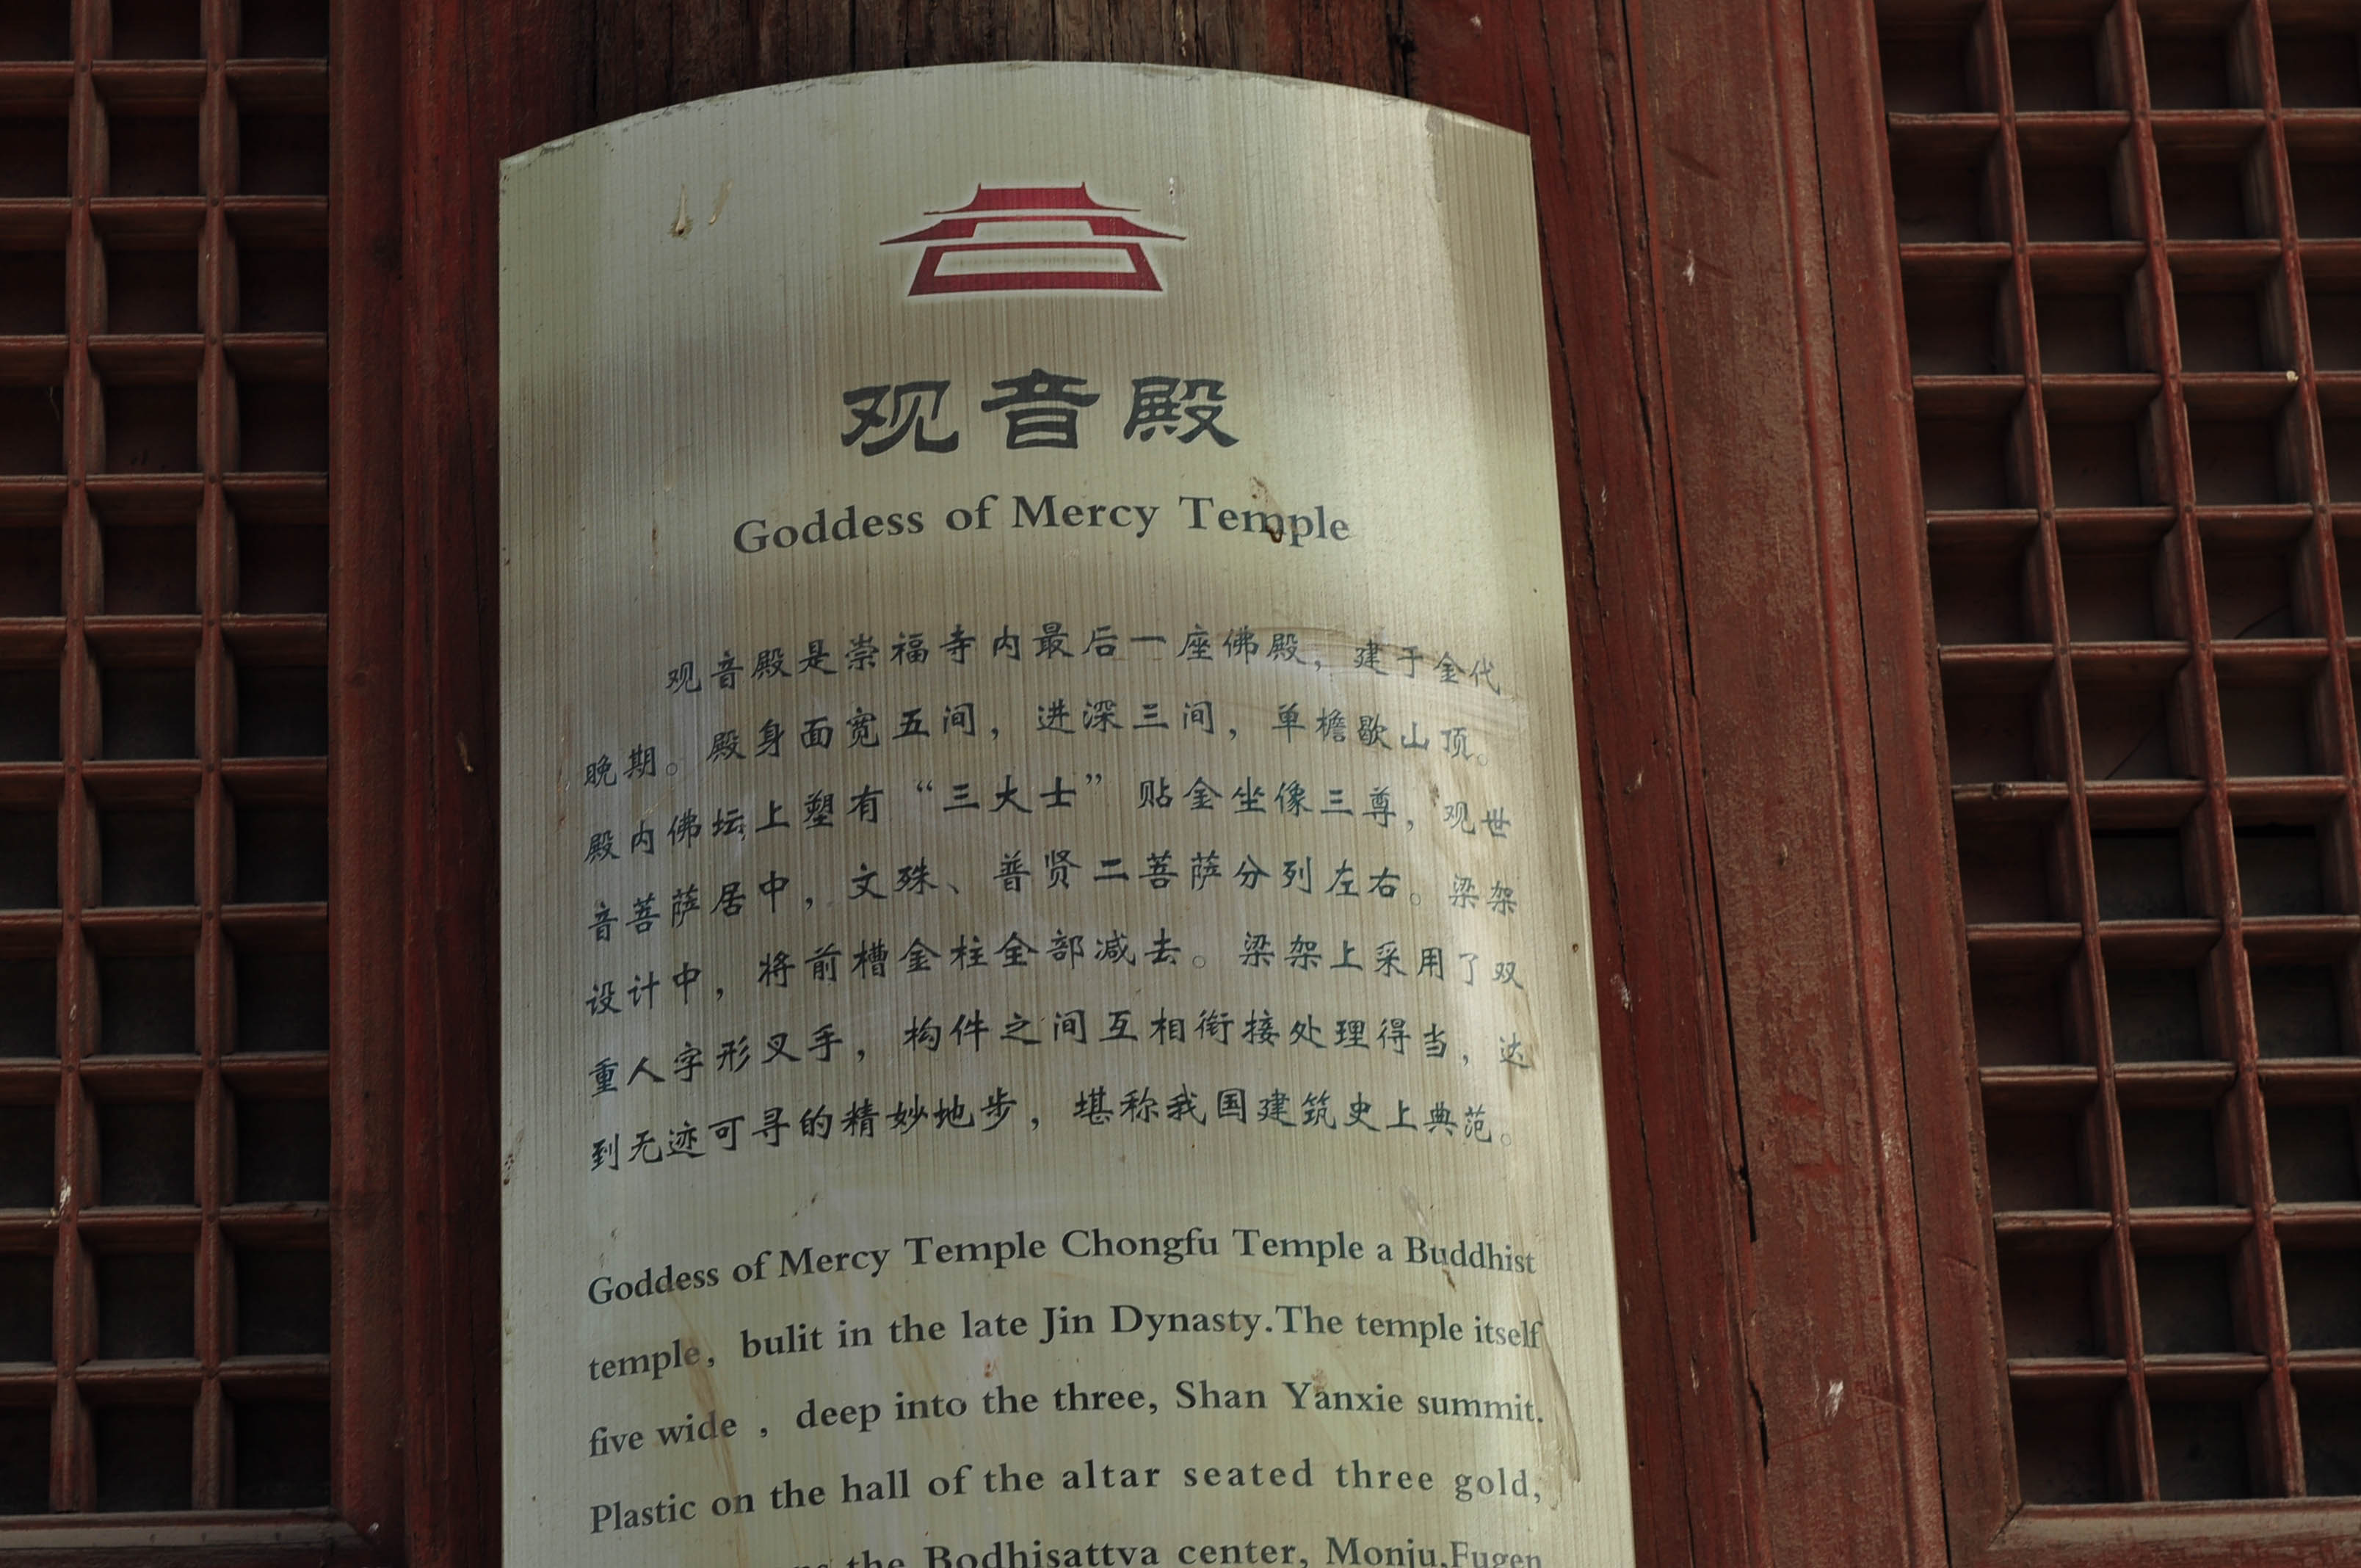 观音殿
Goddess of Mercy Temple
观音殿是崇福寺内最后一座佛殿，建于金代
晚期。殿身面宽五间，进深三间，单檐歇山顶。
殿内佛坛上塑有“三大士”贴金坐像三尊，观世
音菩萨居中，文殊、普贤二菩萨分列左右。梁架
设计中，将前槽金柱全部减去。梁架上采用了双
重人字形叉手，构件之间互相衔接处理得当，达
到无迹可寻的精妙地步，堪称我国建筑史上典范。
Goddess of Mercy Temple Chongfu Temple a Buddhist
temple, bulit in the late Jin Dynasty.The temple itself
five wide , deep into the three, Shan Yanxie summit.
Plastic on the hall of the altar seated three gold,
the Bodhisattva center, Monju,Fugen